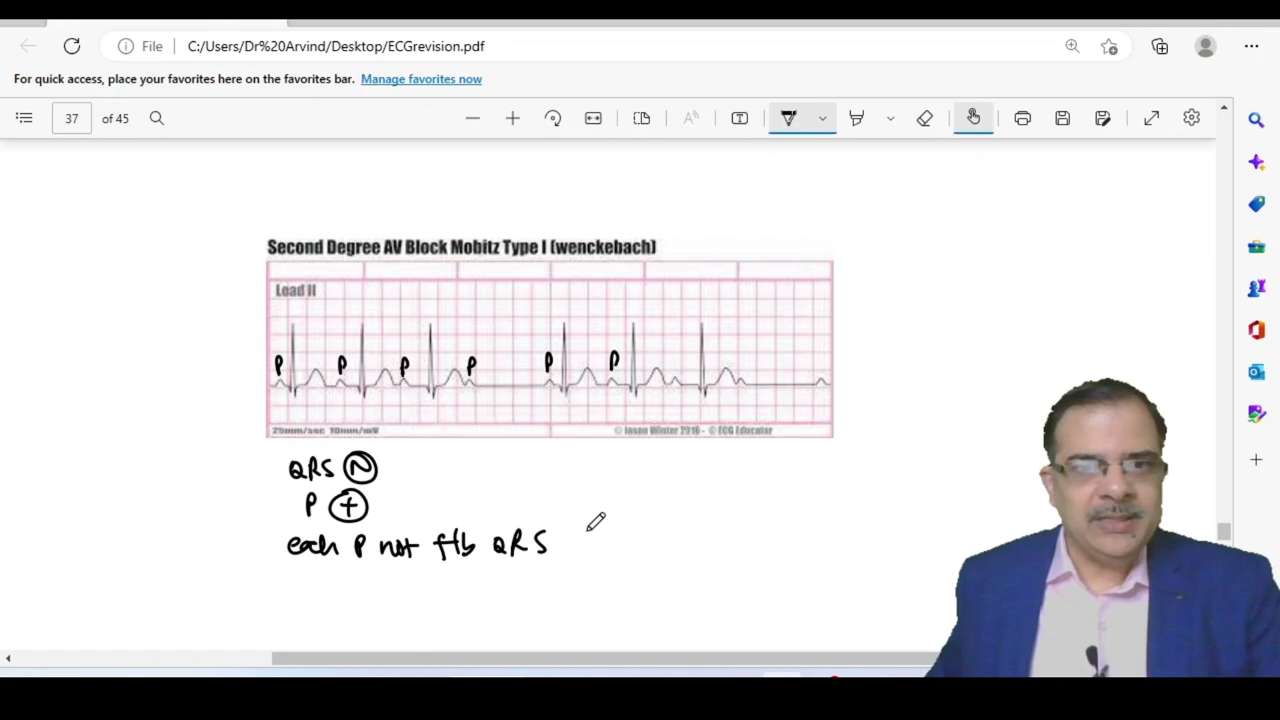 File C:/Users/Dr%20Arvind/Desktop/ECGrevision.pdf
For quick access, place your favorites here on the favorites bar. Manage favorites now
37 of 45
Second Degree AV Block Mobitz Type I (wenckebach)
Lead II
P P P P P P
25mm/sec 10mm/mV © Jason Winter 2016 - © ECG Educator
QRS N
P +
each P not f/b QRS